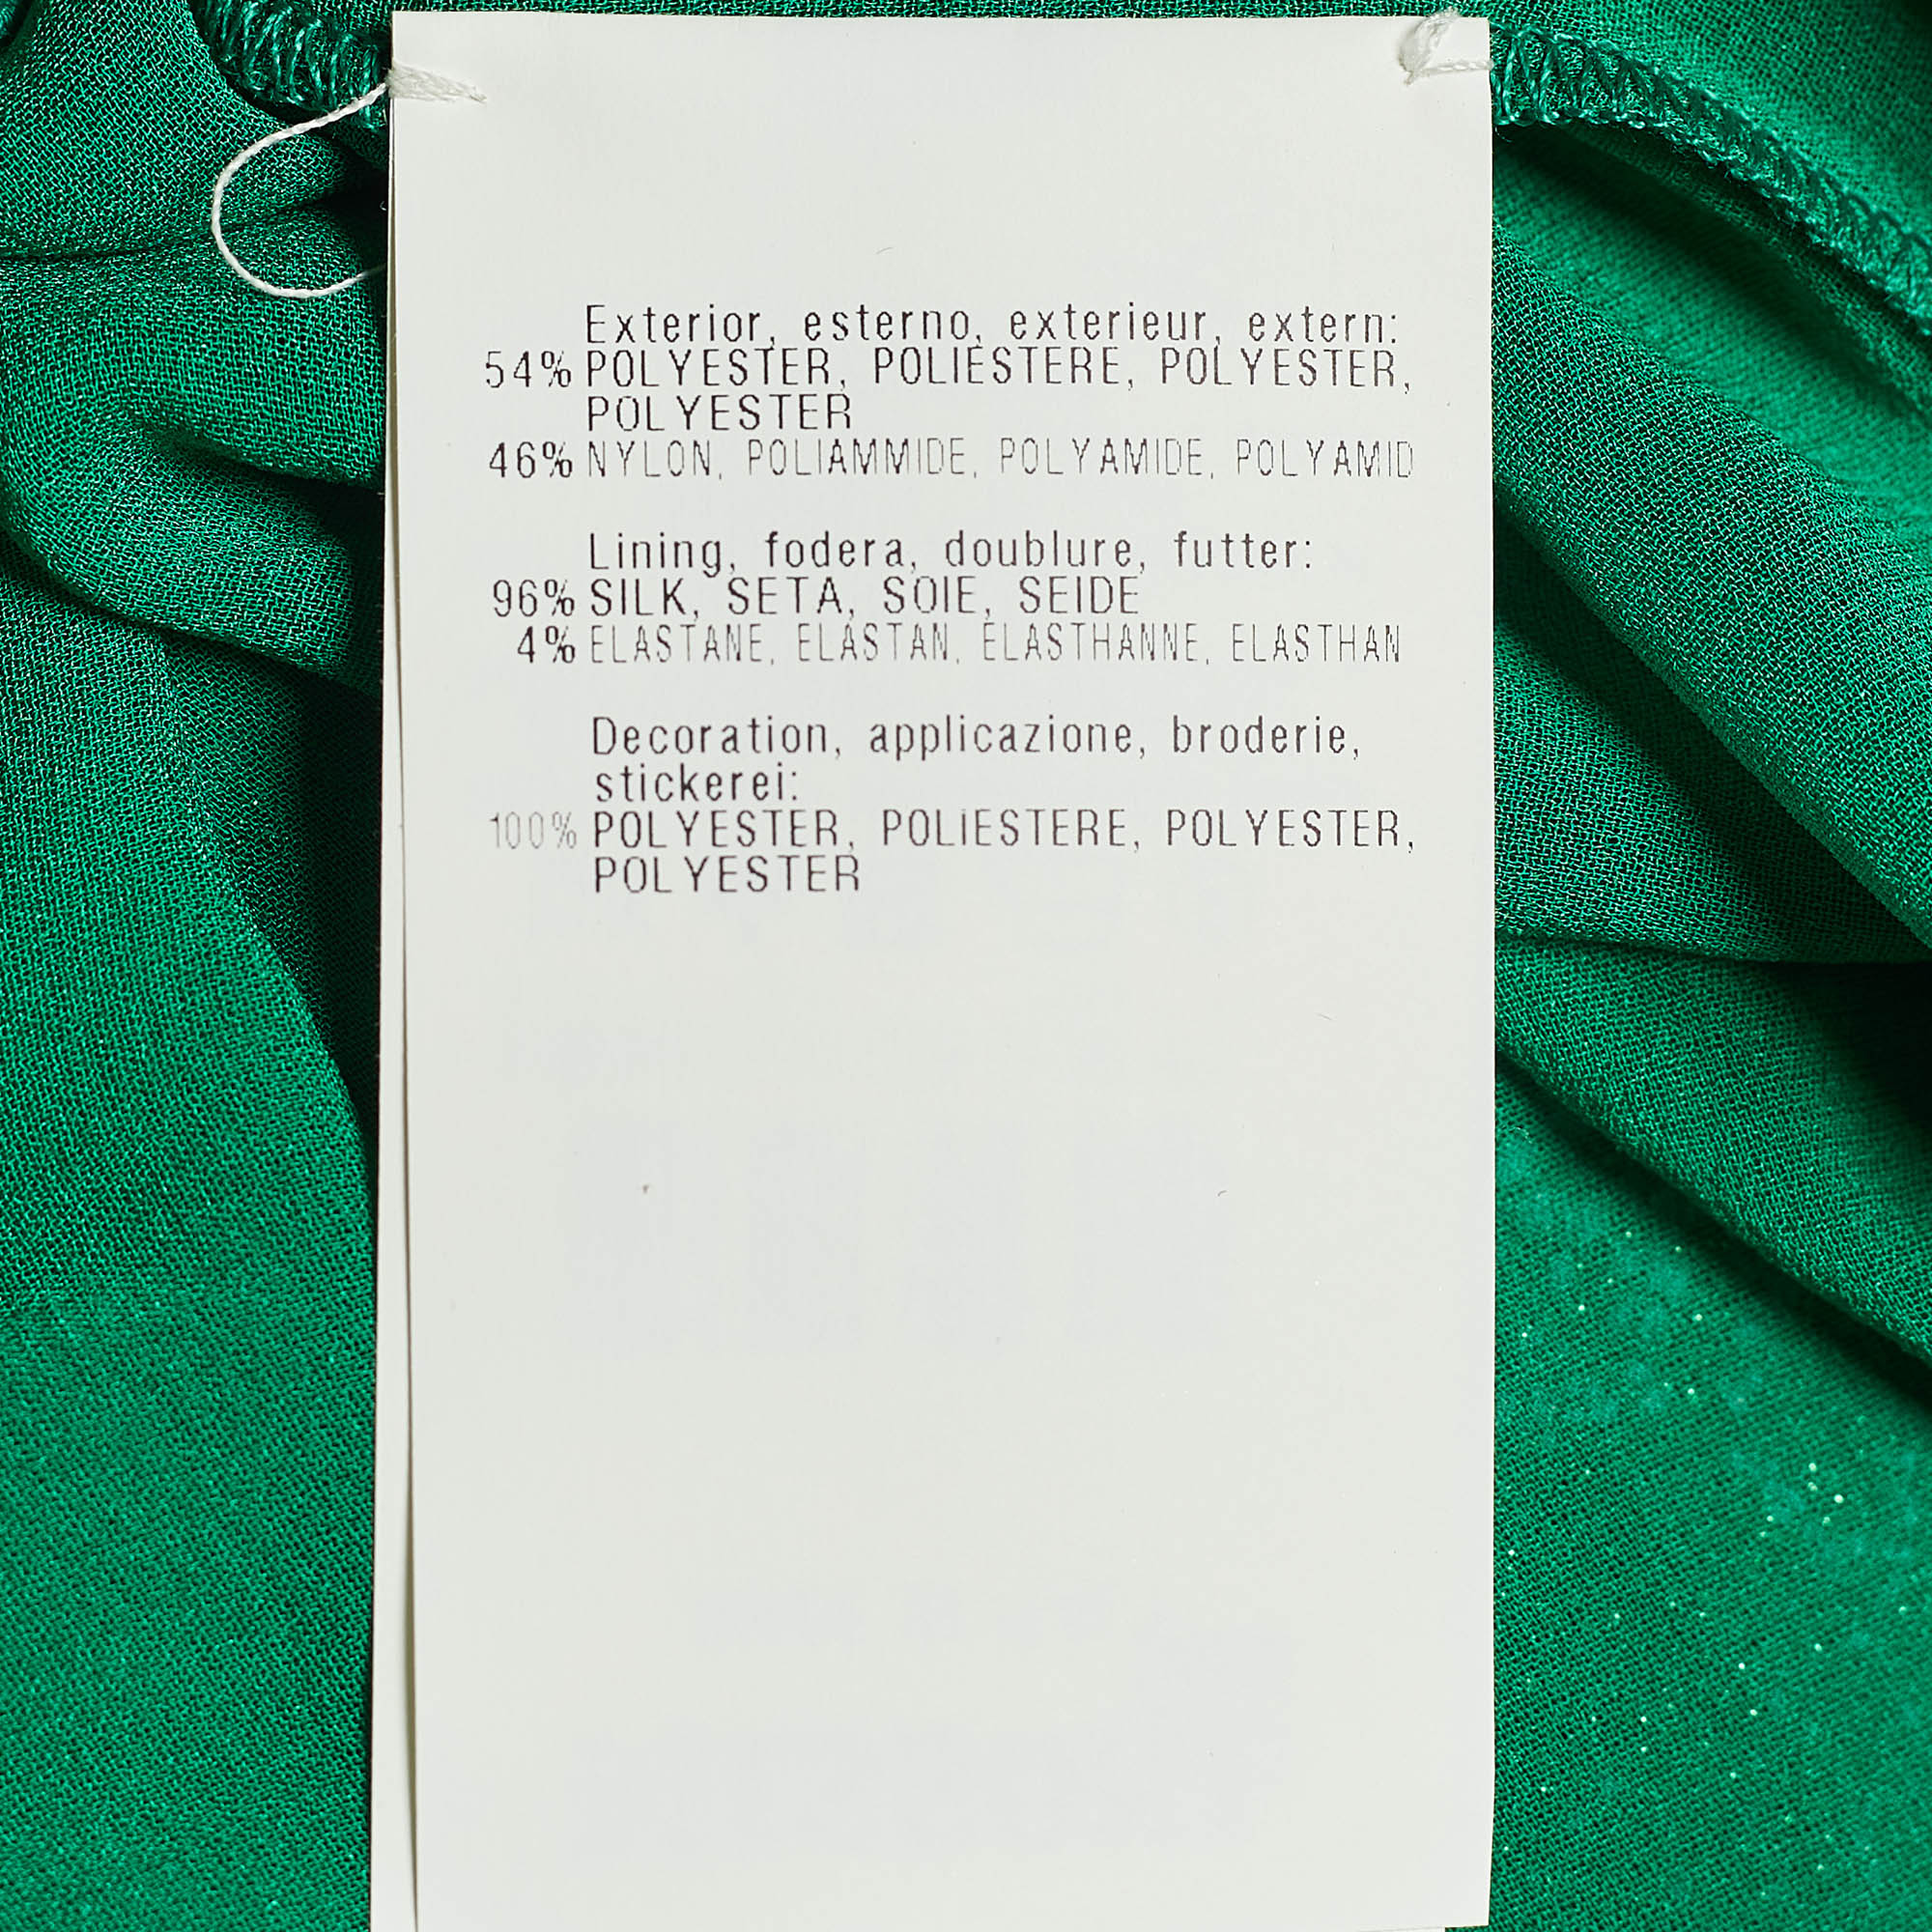 Exterior, esterno, exterieur, extern:
54% POLYESTER, POLIESTERE, POLYESTER,
POLYESTER
46% NYLON, POLIAMMIDE, POLYAMIDE, POLYAMID
Lining, fodera, doublure, futter:
96% SILK, SETA, SOIE, SEIDE
4% ELASTANE, ELASTAN, ELASTHANNE, ELASTHAN
Decoration, applicazione, broderie,
stickerei:
100% POLYESTER, POLIESTERE, POLYESTER,
POLYESTER